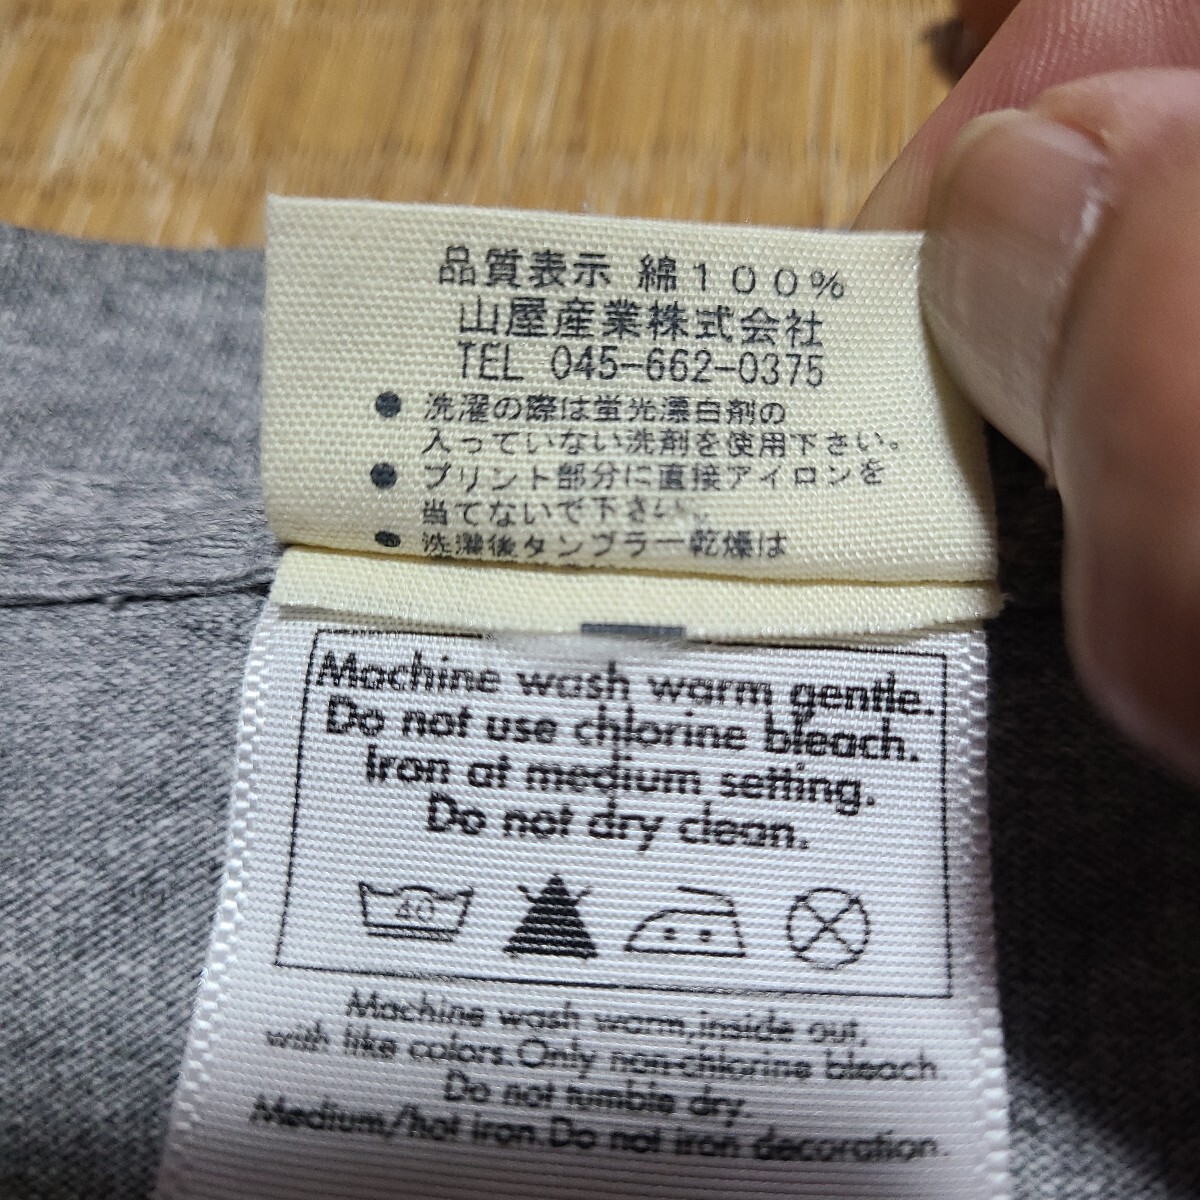 品質表示 綿100%
山屋産業株式会社
TEL 045-662-0375
● 洗濯の際は蛍光漂白剤の
入っていない洗剤を使用下さい。
● プリント部分に直接アイロンを
当てないで下さい。
● 洗濯後タンブラー乾燥は
Machine wash warm gentle.
Do not use chlorine bleach.
Iron at medium setting.
Do not dry clean.
40
Machine wash warm,inside out,
with like colors.Only non-chlorine bleach.
Do not tumble dry.
Medium/hot iron.Do not iron decoration.